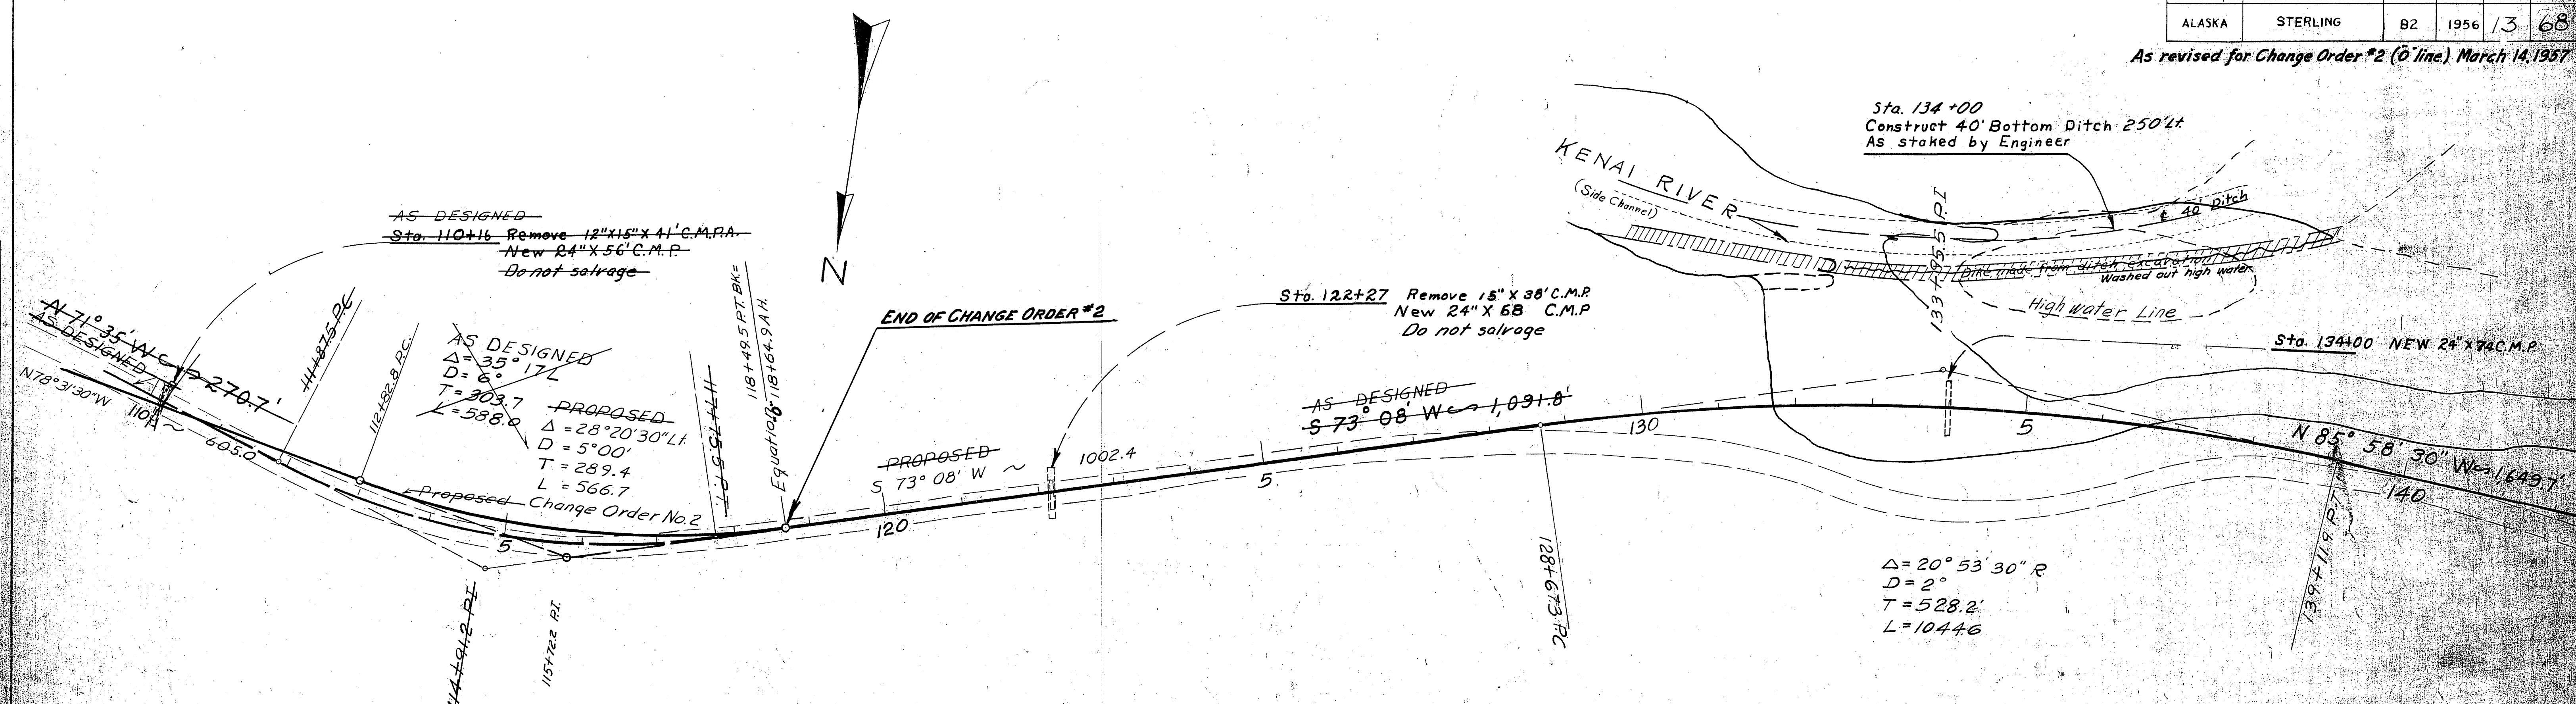 ALASKA STERLING B2 1956 13 68
As revised for Change Order #2 ("O" line) March 14, 1957
Sta. 134+00
Construct 40' Bottom Ditch 250' Lt.
As staked by Engineer
KENAI RIVER
(Side Channel)
133+95.5 P.I.
₵ 40' Ditch
Dike made from ditch excavation
Washed out high water
High water Line
Sta. 134+00 NEW 24" X 74 C.M.P.
AS DESIGNED
Sta. 110+16 Remove 12"X15"X 41' C.M.P.A.
New 24" X 56' C.M.P.
Do not salvage
N
118+49.5 P.T. BK=
Equation 118+64.9 AH.
END OF CHANGE ORDER #2
Sta. 122+27 Remove 15" X 38' C.M.P.
New 24" X 68 C.M.P
Do not salvage
N 71° 35' W 270.7'
AS DESIGNED
N78°31'30"W
110
605.0
111+87.5 P.C.
112+82.8 P.C.
AS DESIGNED
Δ = 35° 17 L
D = 6°
T = 303.7
L = 588.0
PROPOSED
Δ = 28°20'30" Lt.
D = 5°00'
T = 289.4
L = 566.7
Proposed Change Order No. 2
5
117+75.5 P.T.
114+91.2 P.I.
115+72.2 P.I.
120
PROPOSED
S 73° 08' W ~ 1002.4
5
AS DESIGNED
S 73° 08' W 1,091.8'
130
128+67.3 P.C.
5
N 85° 58' 30" W 1,649.7'
140
139+11.9 P.T.
Δ = 20° 53' 30" R
D = 2°
T = 528.2'
L = 1044.6